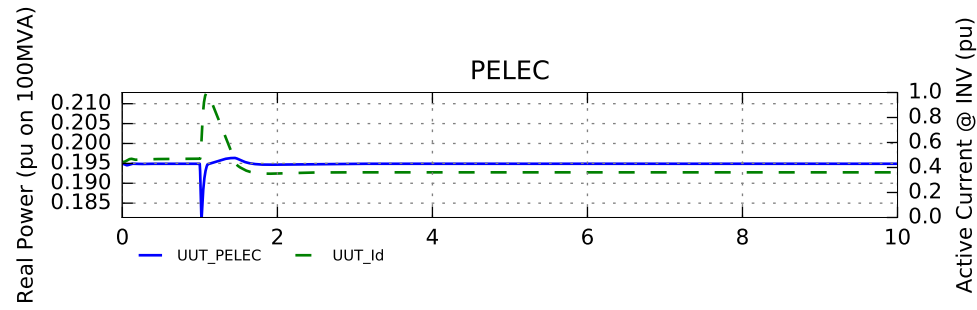 PELEC
Real Power (pu on 100MVA)
0.210
0.205
0.200
0.195
0.190
0.185
1.0
0.8
0.6
0.4
0.2
0.0
Active Current @ INV (pu)
0 2 4 6 8 10
UUT_PELEC UUT_Id